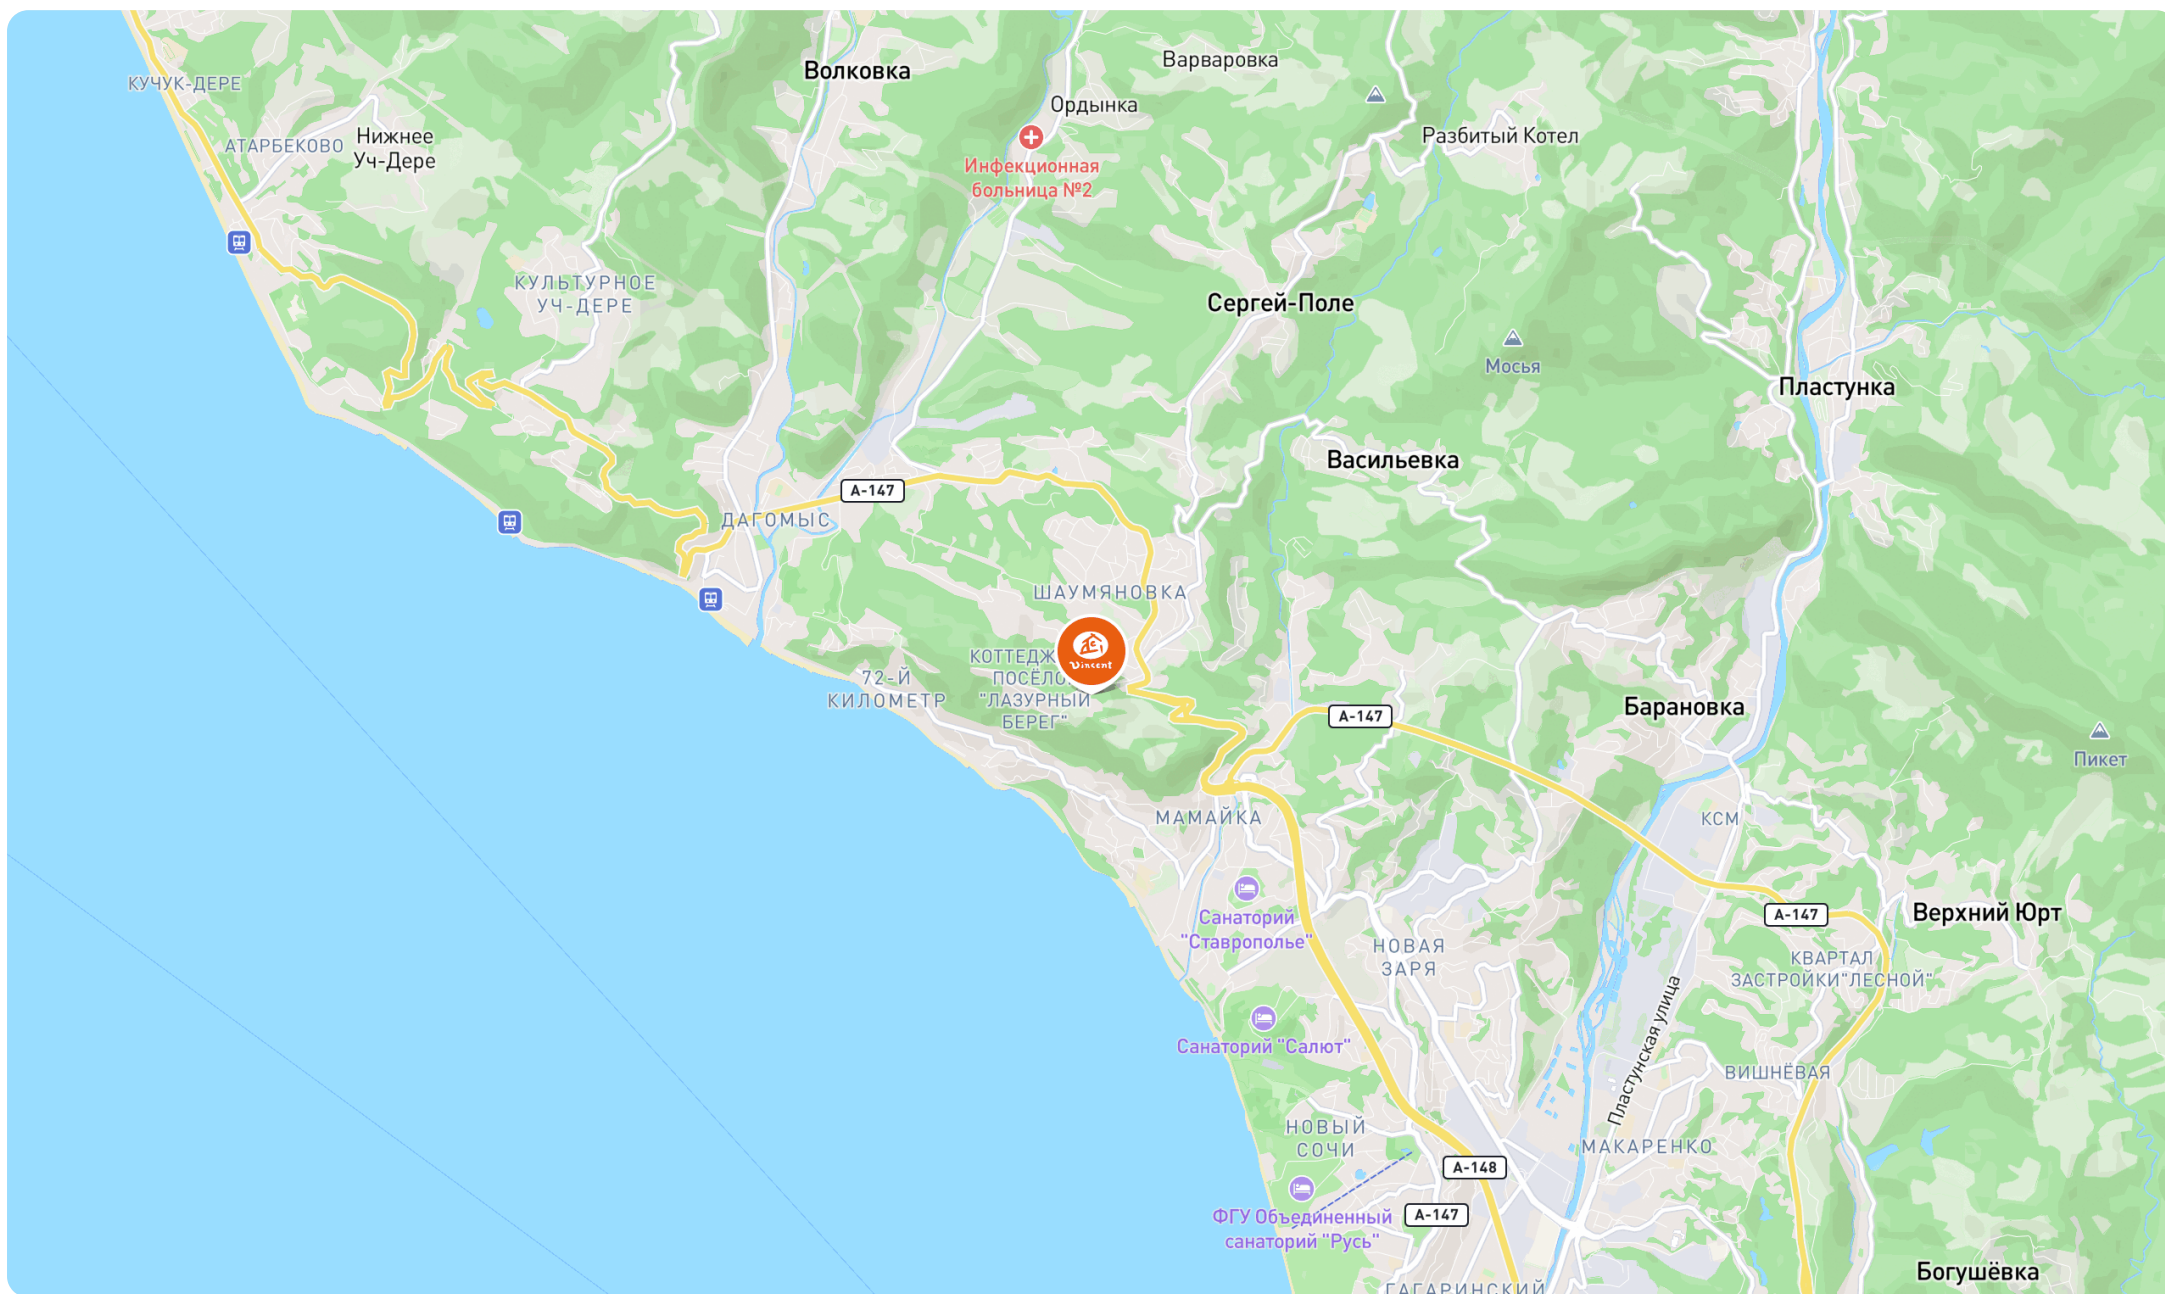 Волковка
Варваровка
КУЧУК-ДЕРЕ
Ордынка
АТАРБЕКОВО
Нижнее
Уч-Дере
Разбитый Котел
Инфекционная
больница №2
КУЛЬТУРНОЕ
УЧ-ДЕРЕ
Сергей-Поле
Мосья
Пластунка
Васильевка
А-147
ДАГОМЫС
ШАУМЯНОВКА
Vincent
КОТТЕДЖ
ПОСЁЛО
"ЛАЗУРНЫЙ
БЕРЕГ"
72-Й
КИЛОМЕТР
А-147
Барановка
Пикет
МАМАЙКА
КСМ
Санаторий
"Ставрополье"
А-147
Верхний Юрт
НОВАЯ
ЗАРЯ
КВАРТАЛ
ЗАСТРОЙКИ"ЛЕСНОЙ"
Санаторий "Салют"
Пластунская улица
ВИШНЁВАЯ
НОВЫЙ
СОЧИ
МАКАРЕНКО
А-148
ФГУ Объединенный
санаторий "Русь"
А-147
Богушёвка
ГАГАРИНСКИЙ